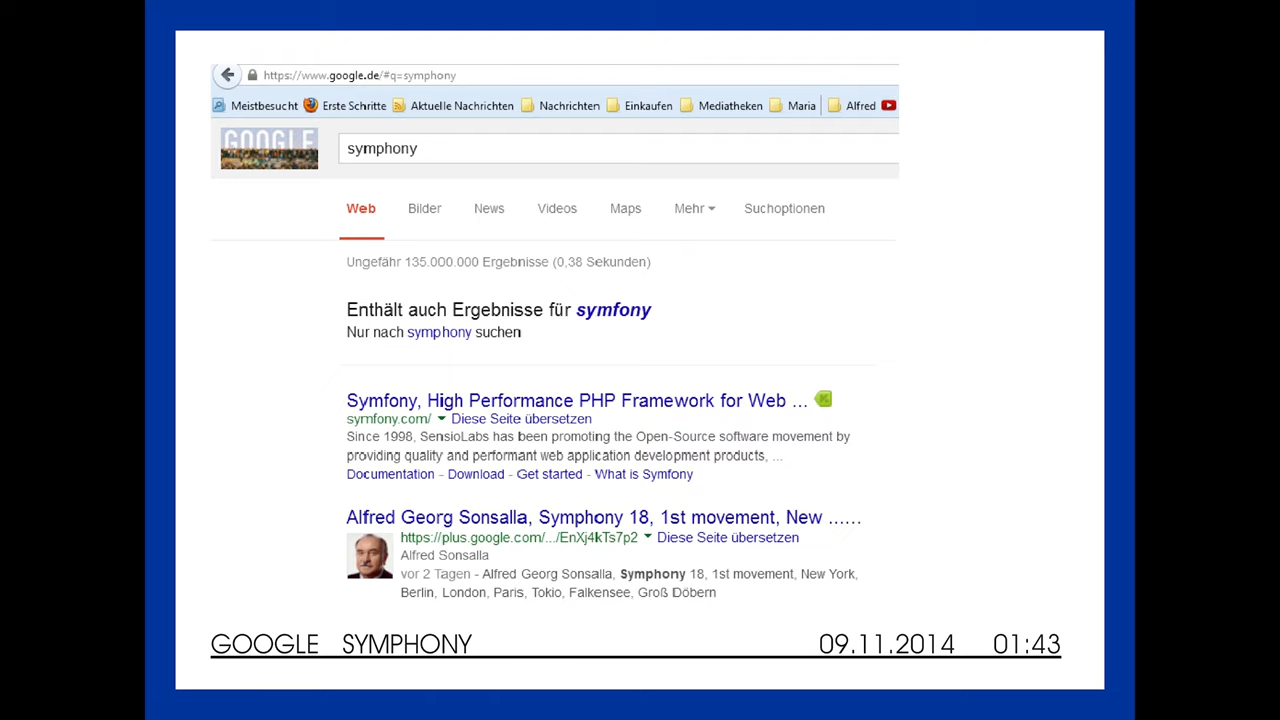 https://www.google.de/#q=symphony
Meistbesucht Erste Schritte Aktuelle Nachrichten Nachrichten Einkaufen Mediatheken Maria Alfred
GOOGLE symphony
Web Bilder News Videos Maps Mehr Suchoptionen
Ungefähr 135.000.000 Ergebnisse (0,38 Sekunden)
Enthält auch Ergebnisse für symfony
Nur nach symphony suchen
Symfony, High Performance PHP Framework for Web ...
symfony.com/ Diese Seite übersetzen
Since 1998, SensioLabs has been promoting the Open-Source software movement by
providing quality and performant web application development products, ...
Documentation - Download - Get started - What is Symfony
Alfred Georg Sonsalla, Symphony 18, 1st movement, New ......
https://plus.google.com/.../EnXj4kTs7p2 Diese Seite übersetzen
Alfred Sonsalla
vor 2 Tagen - Alfred Georg Sonsalla, Symphony 18, 1st movement, New York,
Berlin, London, Paris, Tokio, Falkensee, Groß Döbern
GOOGLE SYMPHONY 09.11.2014 01:43